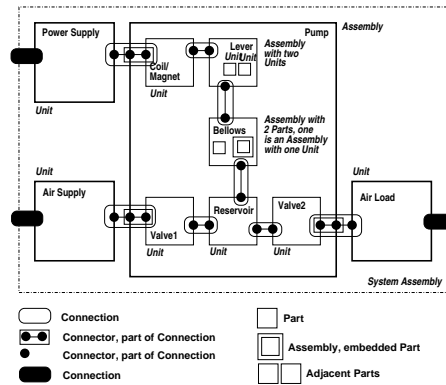 Power Supply
Pump
Assembly
Lever
Unit
Unit
Assembly
with two
Units
Coil/
Magnet
Unit
Unit
Bellows
Assembly with
2 Parts, one
is an Assembly
with one Unit
Unit
Air Supply
Unit
Air Load
Valve1
Reservoir
Valve2
Unit
Unit
Unit
System Assembly
Connection
Connector, part of Connection
Connector, part of Connection
Connection
Part
Assembly, embedded Part
Adjacent Parts